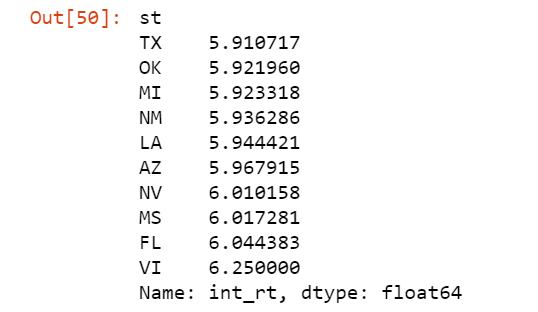 Out[50]: st
TX 5.910717
OK 5.921960
MI 5.923318
NM 5.936286
LA 5.944421
AZ 5.967915
NV 6.010158
MS 6.017281
FL 6.044383
VI 6.250000
Name: int_rt, dtype: float64